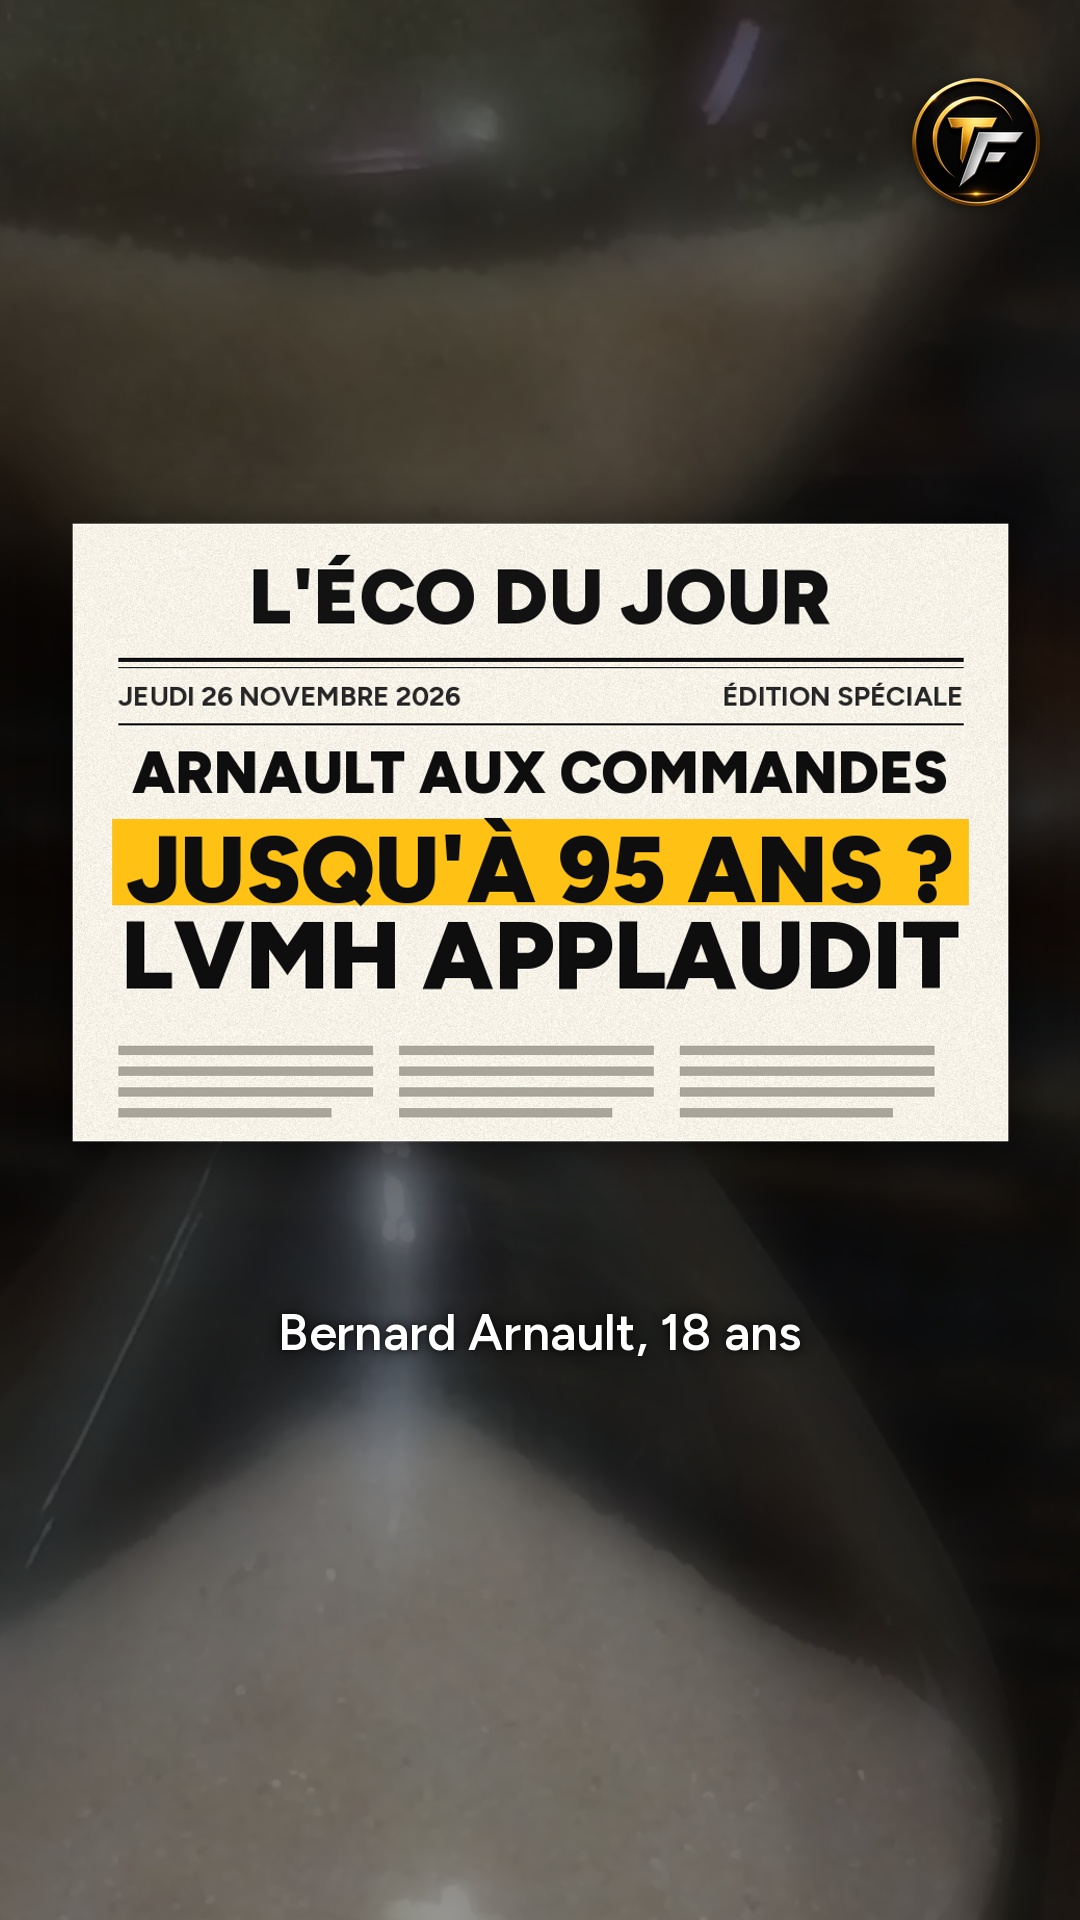 TF
L'ÉCO DU JOUR
JEUDI 26 NOVEMBRE 2026
ÉDITION SPÉCIALE
ARNAULT AUX COMMANDES
JUSQU'À 95 ANS ?
LVMH APPLAUDIT
Bernard Arnault, 18 ans